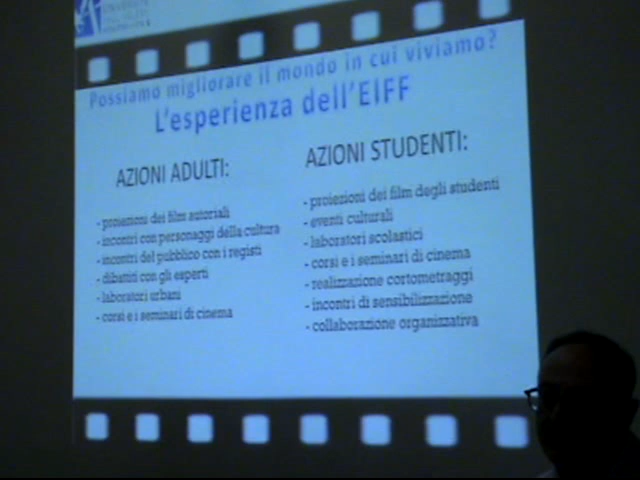 Possiamo migliorare il mondo in cui viviamo?
L'esperienza dell'EIFF
AZIONI ADULTI:
- proiezioni dei film autoriali
- incontri con personaggi della cultura
- incontri del pubblico con i registi
- dibattiti con gli esperti
- laboratori urbani
- corsi e i seminari di cinema
AZIONI STUDENTI:
- proiezioni dei film degli studenti
- eventi culturali
- laboratori scolastici
- corsi e i seminari di cinema
- realizzazione cortometraggi
- incontri di sensibilizzazione
- collaborazione organizzativa